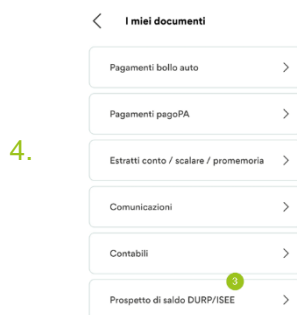 I miei documenti
Pagamenti bollo auto
Pagamenti pagoPA
4.
Estratti conto / scalare / promemoria
Comunicazioni
Contabili
3
Prospetto di saldo DURP/ISEE